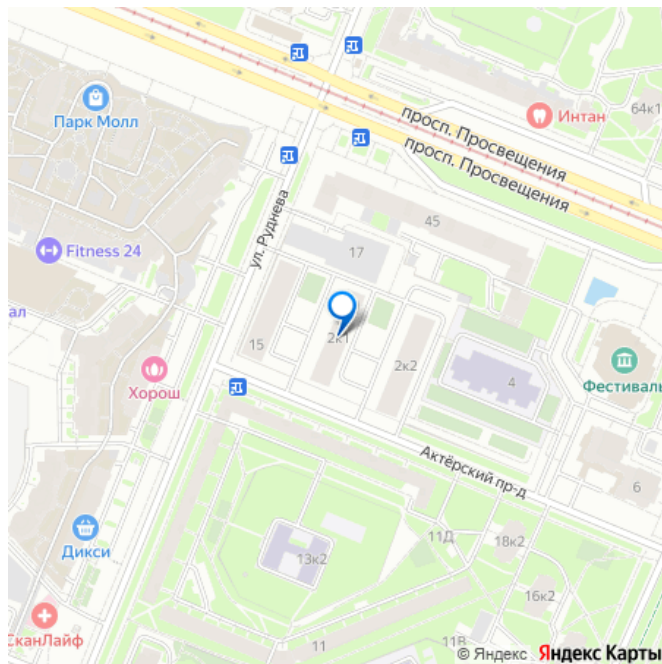 64к1
Интан
Парк Молл
просп. Просвещения
просп. Просвещения
45
ул. Руднева
Fitness 24
17
ал
15
2к1
2к2
4
Фестиваль
Хорош
Актёрский пр-д
6
11Д
18к2
Дикси
13к2
16к2
СканЛайф
11
11В
© Яндекс Яндекс Карты